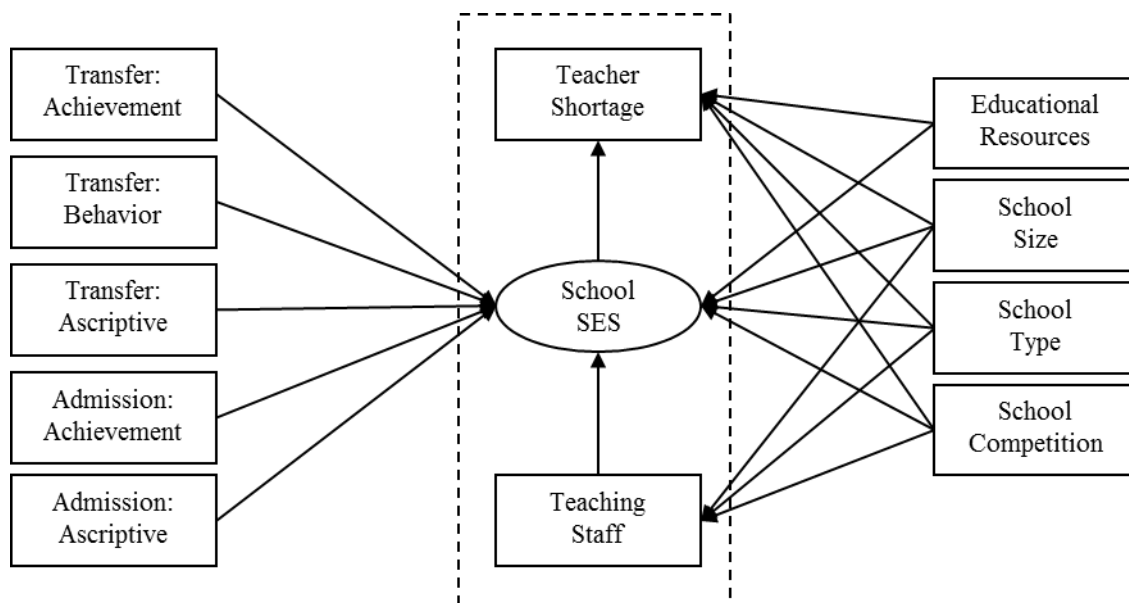 Transfer:
Achievement
Transfer:
Behavior
Transfer:
Ascriptive
Admission:
Achievement
Admission:
Ascriptive
Teacher
Shortage
School
SES
Teaching
Staff
Educational
Resources
School
Size
School
Type
School
Competition